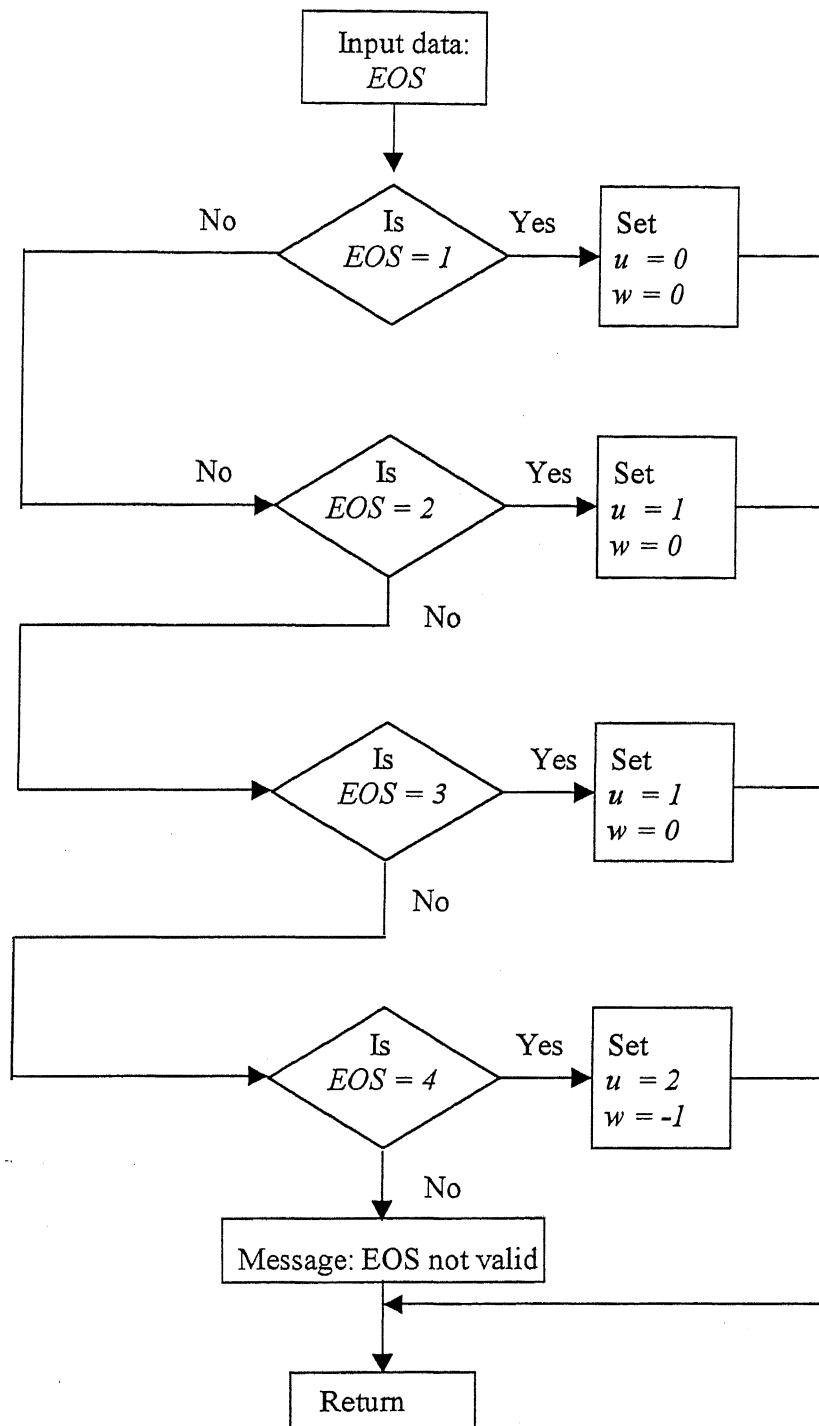 Input data:
EOS
No
Is
EOS = 1
Yes
Set
u = 0
w = 0
No
Is
EOS = 2
Yes
Set
u = 1
w = 0
No
Is
EOS = 3
Yes
Set
u = 1
w = 0
No
Is
EOS = 4
Yes
Set
u = 2
w = -1
No
Message: EOS not valid
Return